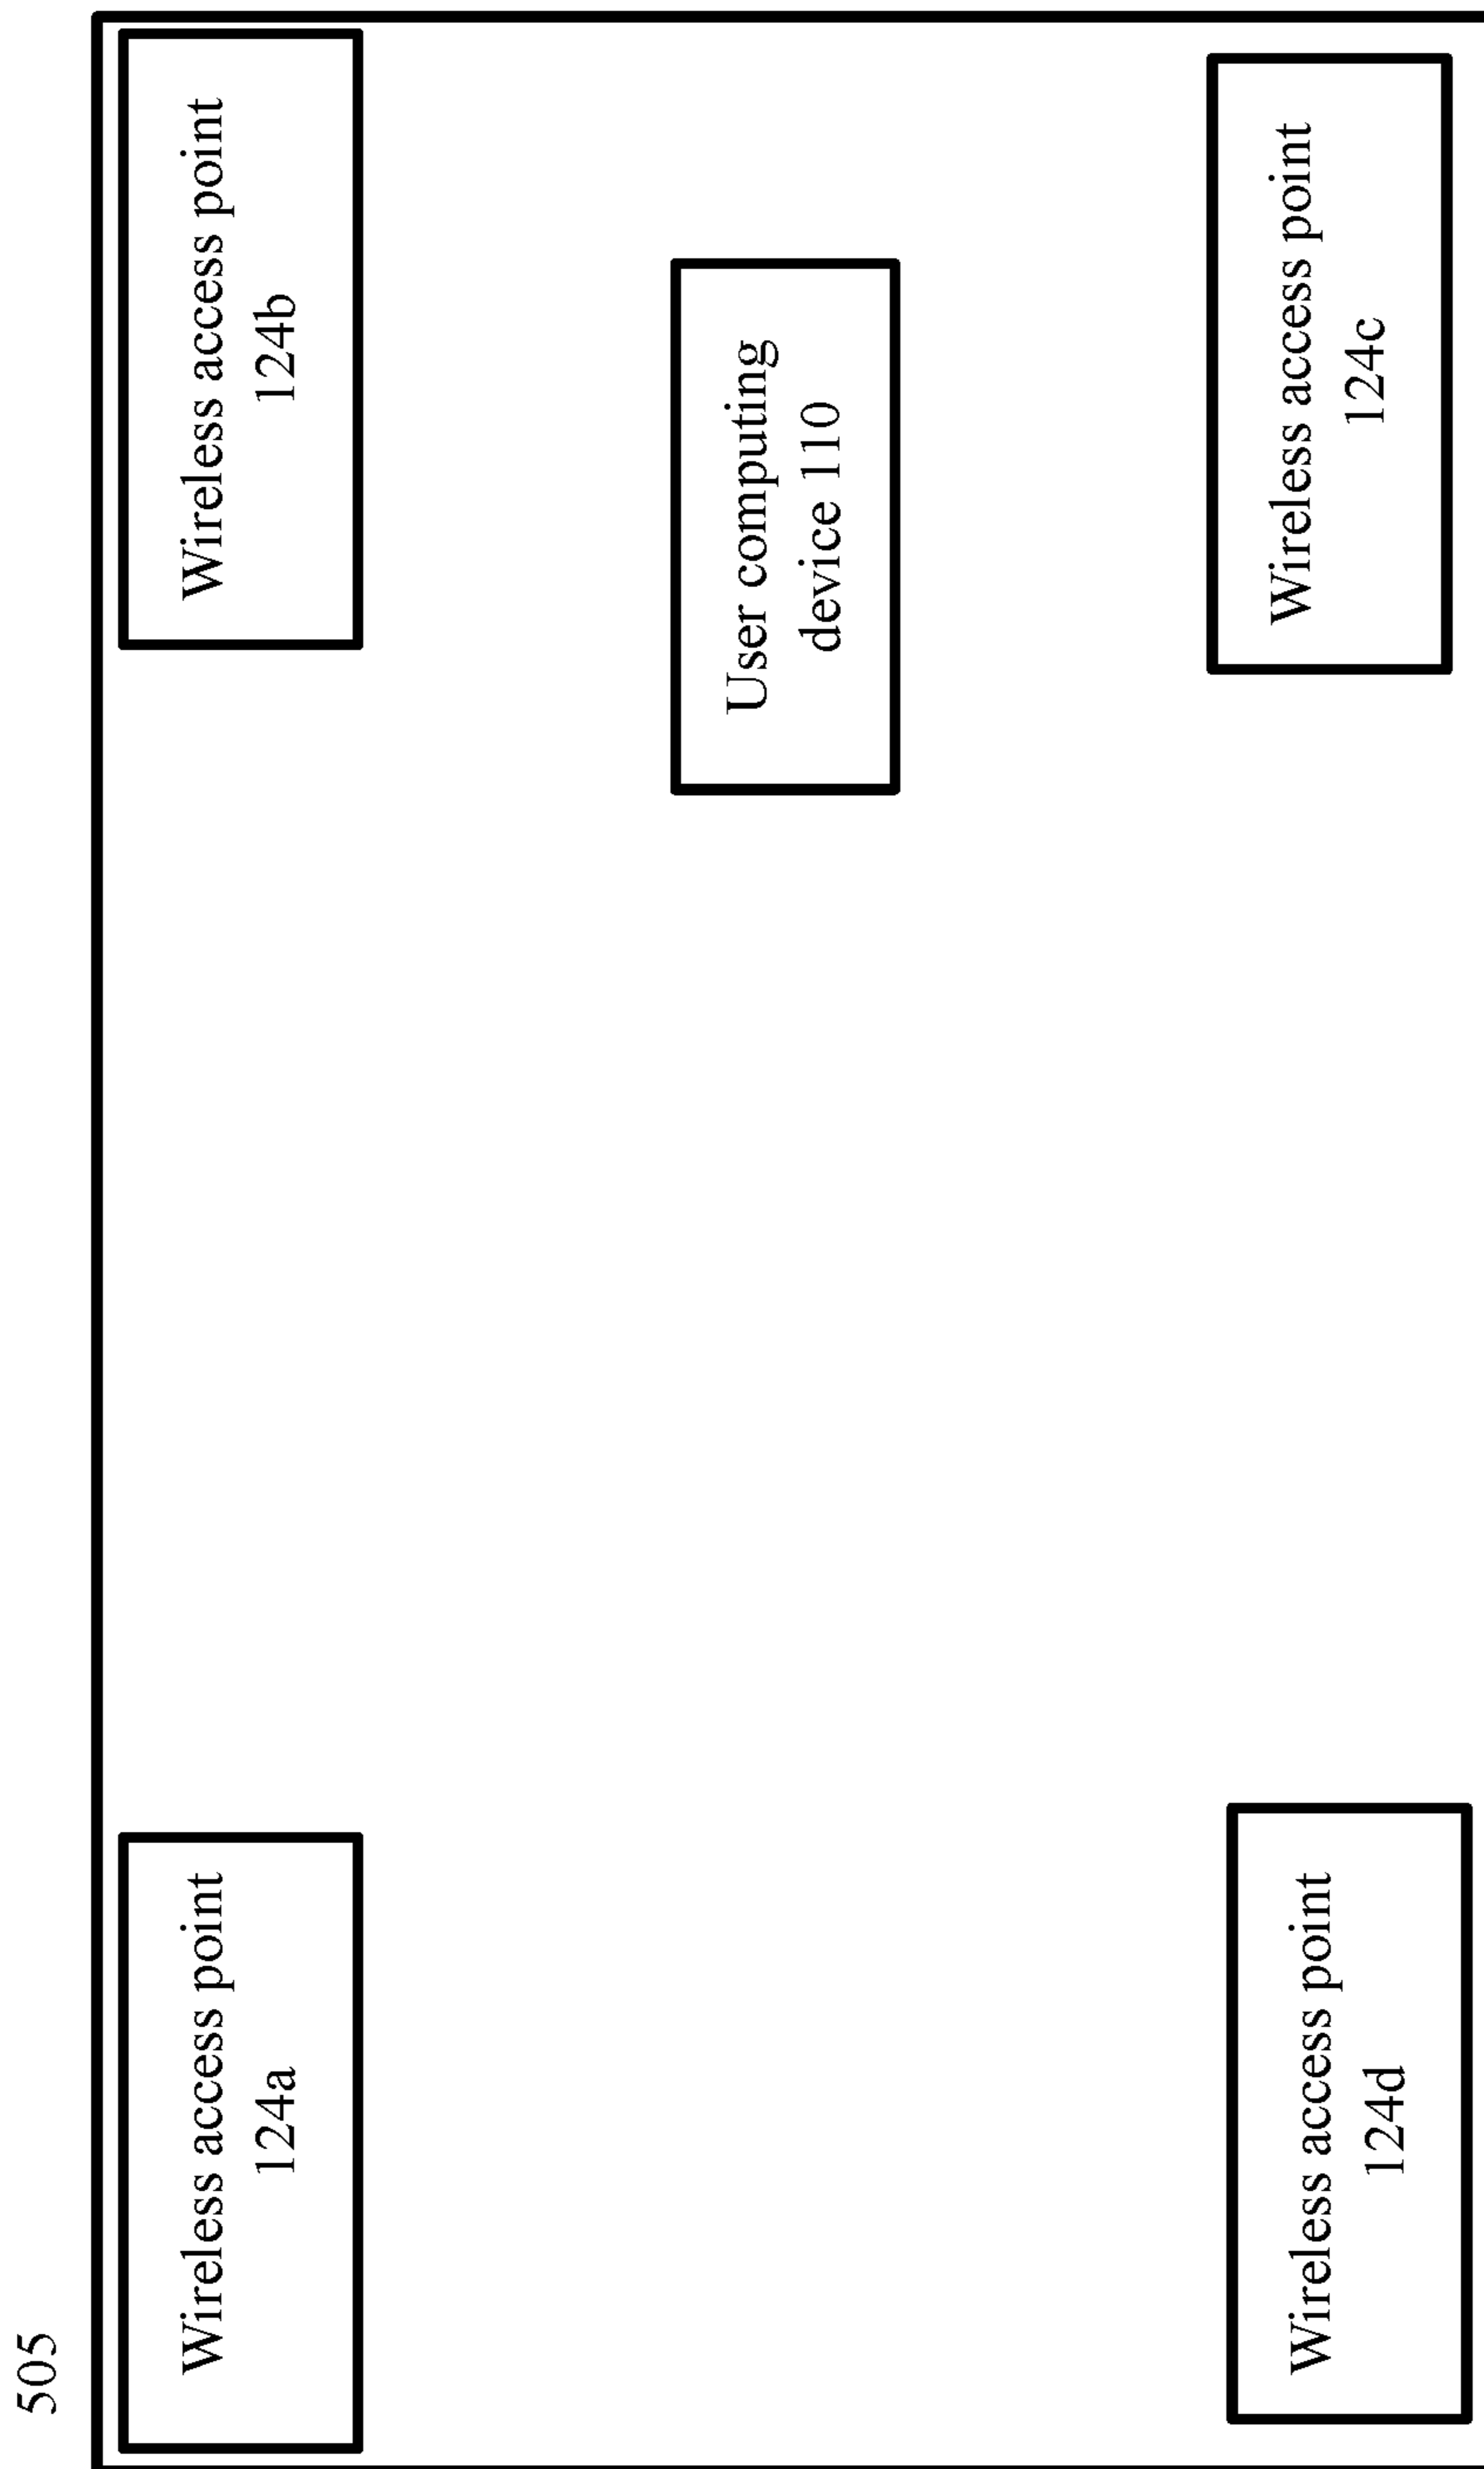 505
Wireless access point
124a
Wireless access point
124b
User computing
device 110
Wireless access point
124d
Wireless access point
124c